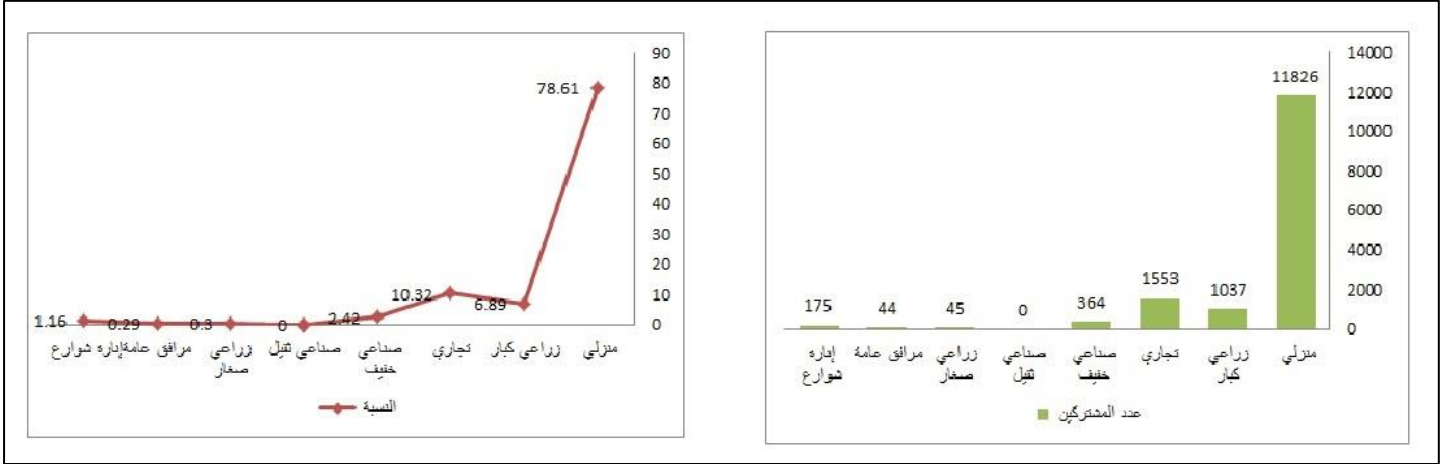 90
80
70
60
50
40
30
20
10
0
78.61
6.89
10.32
2.42
0
0.3
0.29
1.16
منزلي
زراعي كبار
تجاري
صناعي
خفيف
صناعي ثقيل
زراعي
صغار
مرافق عامة
إنارة شوارع
النسبة
14000
12000
10000
8000
6000
4000
2000
0
11826
1037
1553
364
0
45
44
175
منزلي
زراعي
كبار
تجاري
صناعي
خفيف
صناعي
ثقيل
زراعي
صغار
مرافق عامة
إنارة
شوارع
عدد المشتركين